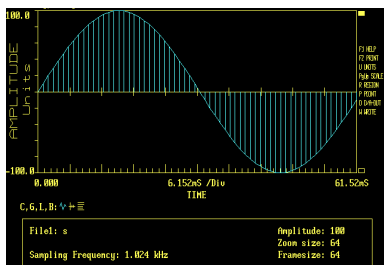 100.0
AMPLITUDE
Units
-100.0
F1 HELP
F2 PRINT
U UNITS
PgUp SCALE
R REGION
P POINT
D D/A-OUT
W WRITE
0.000
6.152mS /Div
61.52mS
TIME
C,G,L,B:
File1: s
Amplitude: 100
Zoom size: 64
Sampling Frequency: 1.024 kHz
Framesize: 64